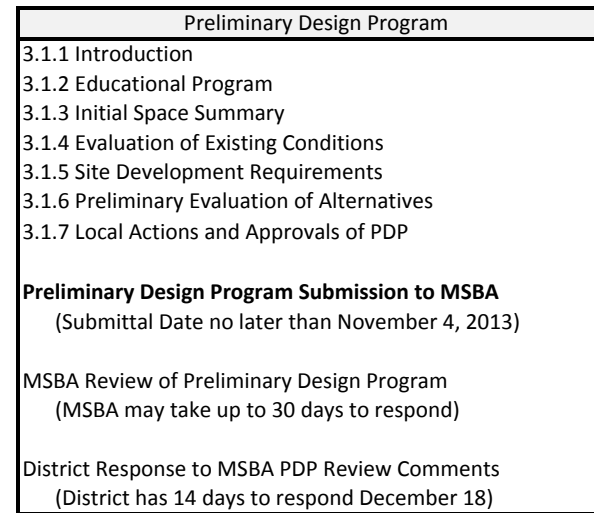 Preliminary Design Program
3.1.1 Introduction
3.1.2 Educational Program
3.1.3 Initial Space Summary
3.1.4 Evaluation of Existing Conditions
3.1.5 Site Development Requirements
3.1.6 Preliminary Evaluation of Alternatives
3.1.7 Local Actions and Approvals of PDP
Preliminary Design Program Submission to MSBA
(Submittal Date no later than November 4, 2013)
MSBA Review of Preliminary Design Program
(MSBA may take up to 30 days to respond)
District Response to MSBA PDP Review Comments
(District has 14 days to respond December 18)